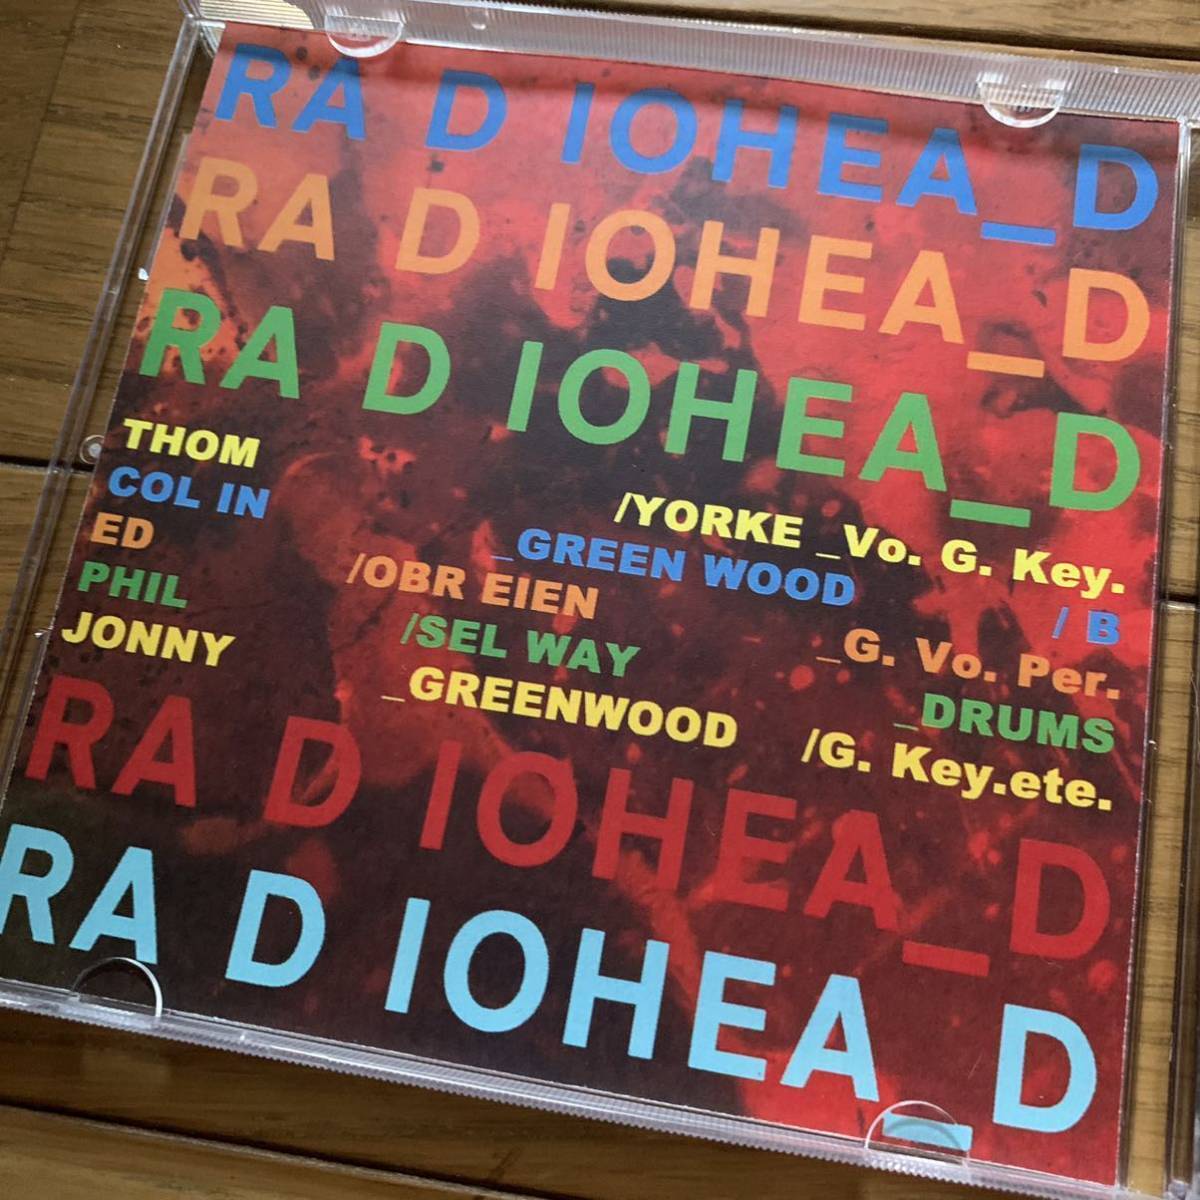 RA D IOHEA_D
RA D IOHEA_D
RA D IOHEA_D
THOM /YORKE _Vo. G. Key.
COL IN _GREEN WOOD / B
ED /OBR EIEN _G. Vo. Per.
PHIL /SEL WAY _DRUMS
JONNY _GREENWOOD /G. Key.ete.
RA D IOHEA_D
RA D IOHEA_D